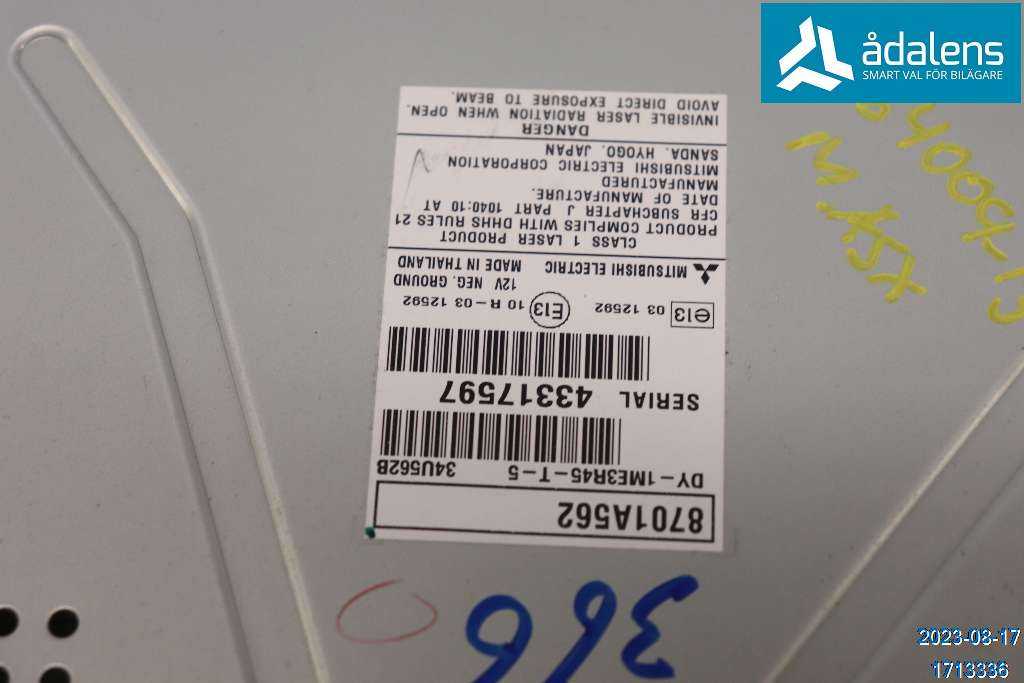 ådalens
SMART VAL FÖR BILÄGARE
8701A562
DY-1ME3R45-T-5 34U562B
SERIAL 43317597
e13 03 12592 E13 10 R-03 12592
MITSUBISHI ELECTRIC 12V NEG. GROUND
MADE IN THAILAND
CLASS 1 LASER PRODUCT
PRODUCT COMPLIES WITH DHHS RULES 21
CFR SUBCHAPTER J PART 1040:10 AT
DATE OF MANUFACTURE.
MANUFACTURED
MITSUBISHI ELECTRIC CORPORATION
SANDA. HYOGO. JAPAN
DANGER
INVISIBLE LASER RADIATION WHEN OPEN.
AVOID DIRECT EXPOSURE TO BEAM.
366
2023-08-17
1713336